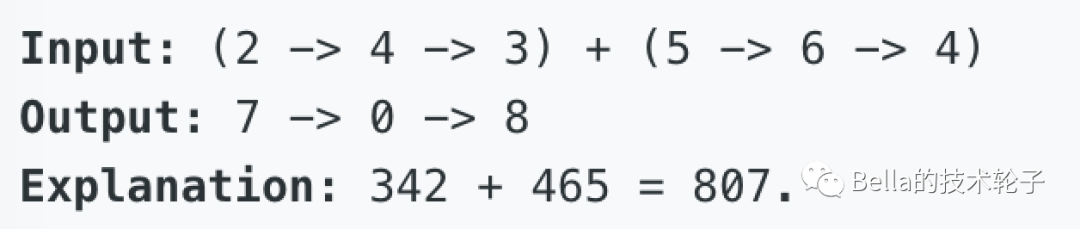 Input: (2 -> 4 -> 3) + (5 -> 6 -> 4)
Output: 7 -> 0 -> 8
Explanation: 342 + 465 = 807.
Bella的技术轮子